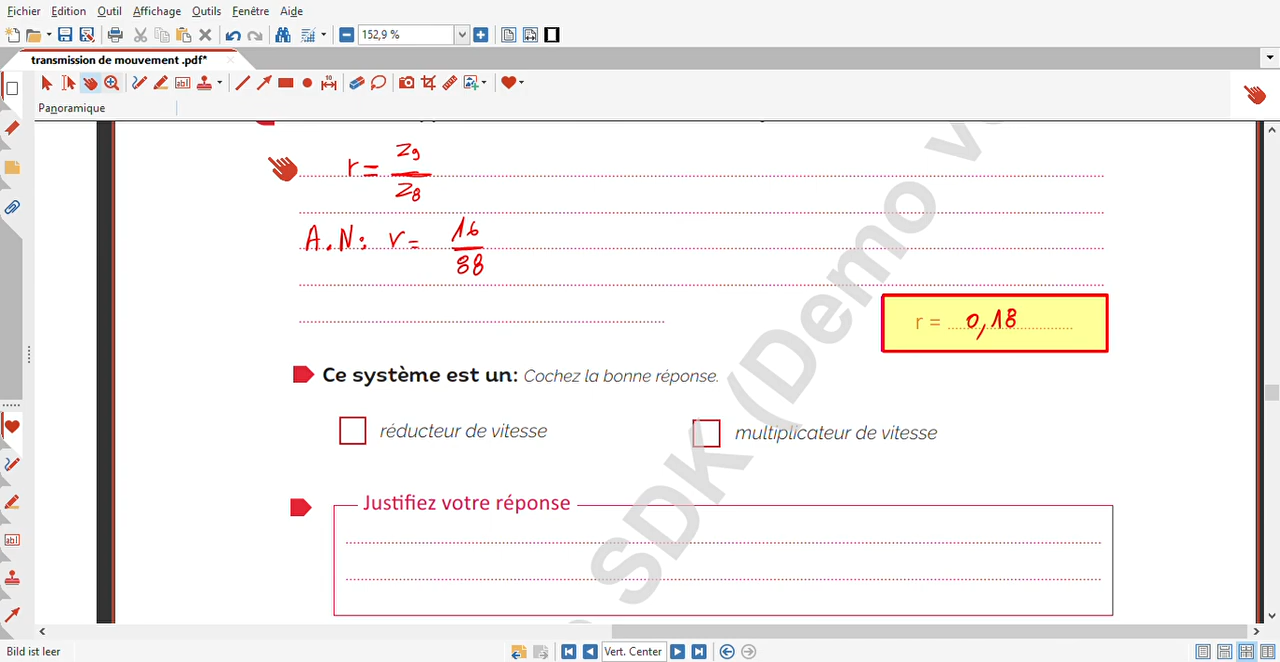 Fichier Edition Outil Affichage Outils Fenêtre Aide
152,9 %
transmission de mouvement .pdf*
Panoramique
r = Z9
Z8
A.N: r = 16
88
r = 0,18
Ce système est un: Cochez la bonne réponse.
réducteur de vitesse multiplicateur de vitesse
Justifiez votre réponse
SDK (Demo v
Bild ist leer Vert. Center